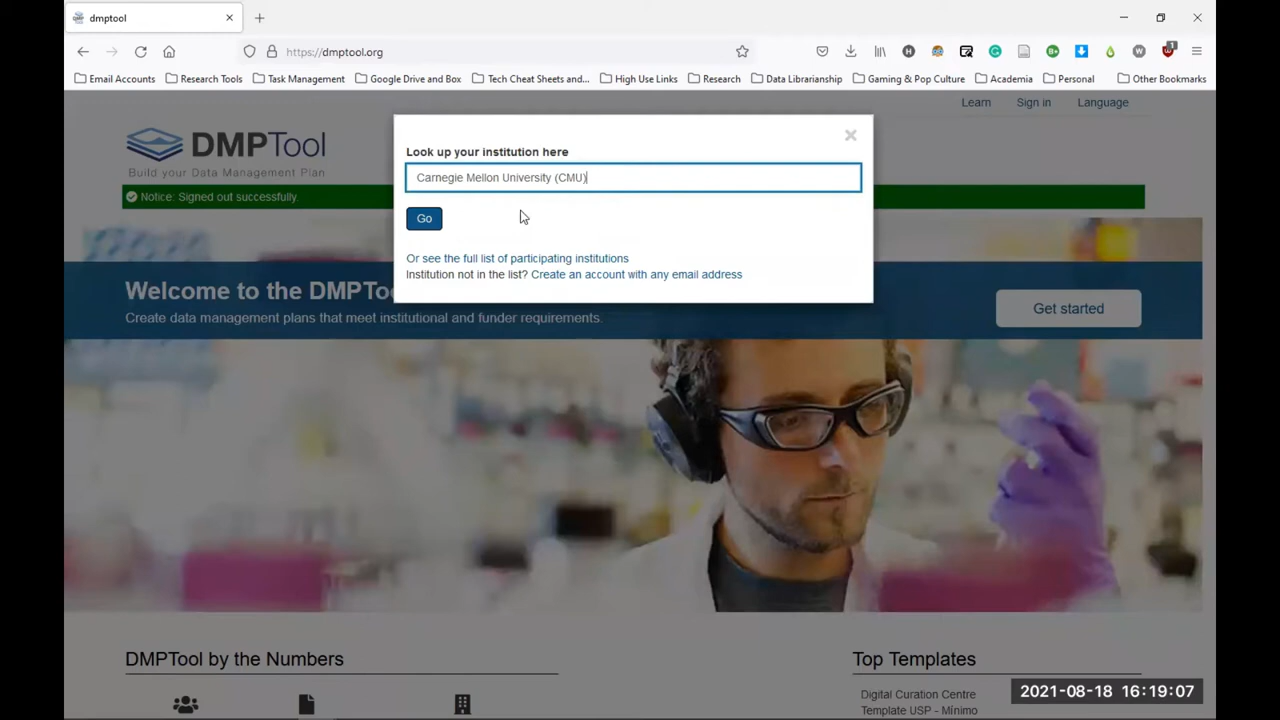 dmptool
https://dmptool.org
Email Accounts Research Tools Task Management Google Drive and Box Tech Cheat Sheets and... High Use Links Research Data Librarianship Gaming & Pop Culture Academia Personal Other Bookmarks
Learn Sign in Language
DMPTool
Build your Data Management Plan
Notice: Signed out successfully.
Look up your institution here
Carnegie Mellon University (CMU)
Go
Or see the full list of participating institutions
Institution not in the list? Create an account with any email address
Welcome to the DMPToo
Create data management plans that meet institutional and funder requirements.
Get started
DMPTool by the Numbers
Top Templates
Digital Curation Centre
Template USP - Mínimo
2021-08-18 16:19:07